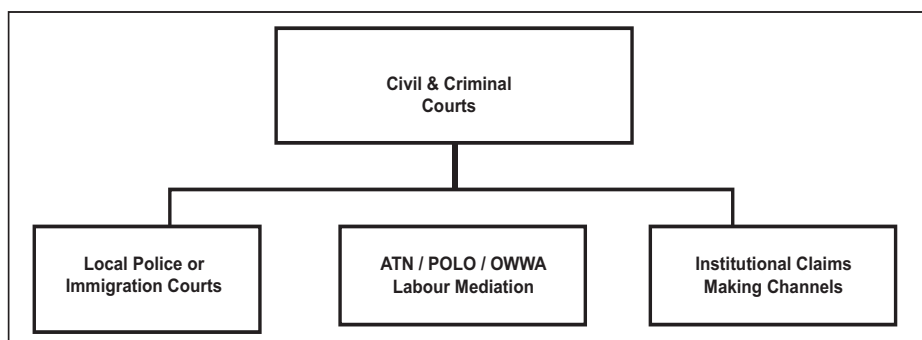 Civil & Criminal
Courts
Local Police or
Immigration Courts
ATN / POLO / OWWA
Labour Mediation
Institutional Claims
Making Channels